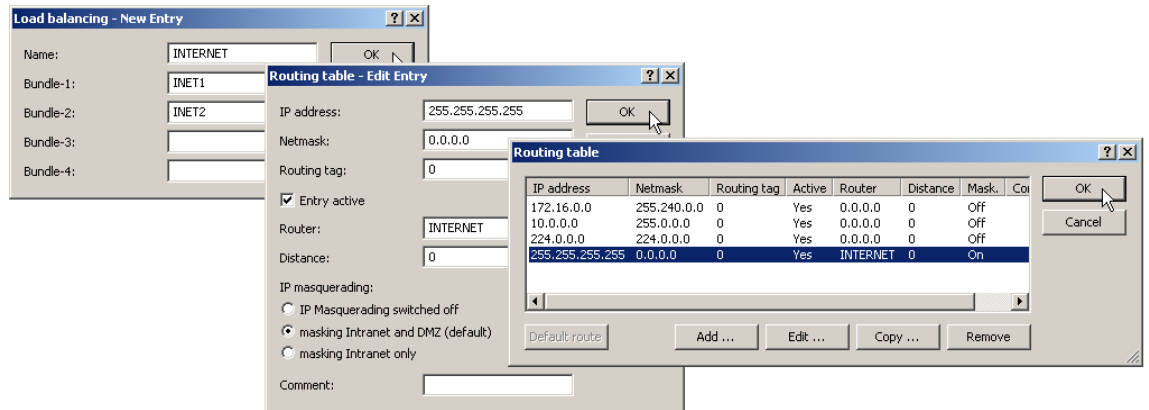 Load balancing - New Entry
Name: INTERNET OK
Bundle-1: INET1
Bundle-2: INET2
Bundle-3:
Bundle-4:
Routing table - Edit Entry
IP address: 255.255.255.255 OK
Netmask: 0.0.0.0
Routing tag: 0
Entry active
Router: INTERNET
Distance: 0
IP masquerading:
IP Masquerading switched off
masking Intranet and DMZ (default)
masking Intranet only
Comment:
Routing table
IP address Netmask Routing tag Active Router Distance Mask. OK
172.16.0.0 255.240.0.0 0 Yes 0.0.0.0 0 Off
10.0.0.0 255.0.0.0 0 Yes 0.0.0.0 0 Off
224.0.0.0 224.0.0.0 0 Yes 0.0.0.0 0 Off
255.255.255.255 0.0.0.0 0 Yes INTERNET 0 On
Cancel
Default route Add ... Edit ... Copy ... Remove